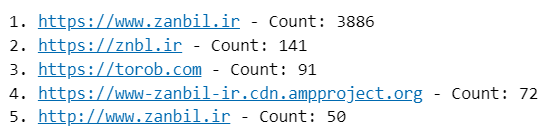 1. https://www.zanbil.ir - Count: 3886
2. https://znbl.ir - Count: 141
3. https://torob.com - Count: 91
4. https://www-zanbil-ir.cdn.ampproject.org - Count: 72
5. http://www.zanbil.ir - Count: 50